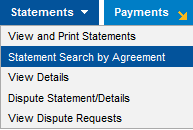 Statements Payments
View and Print Statements
Statement Search by Agreement
View Details
Dispute Statement/Details
View Dispute Requests